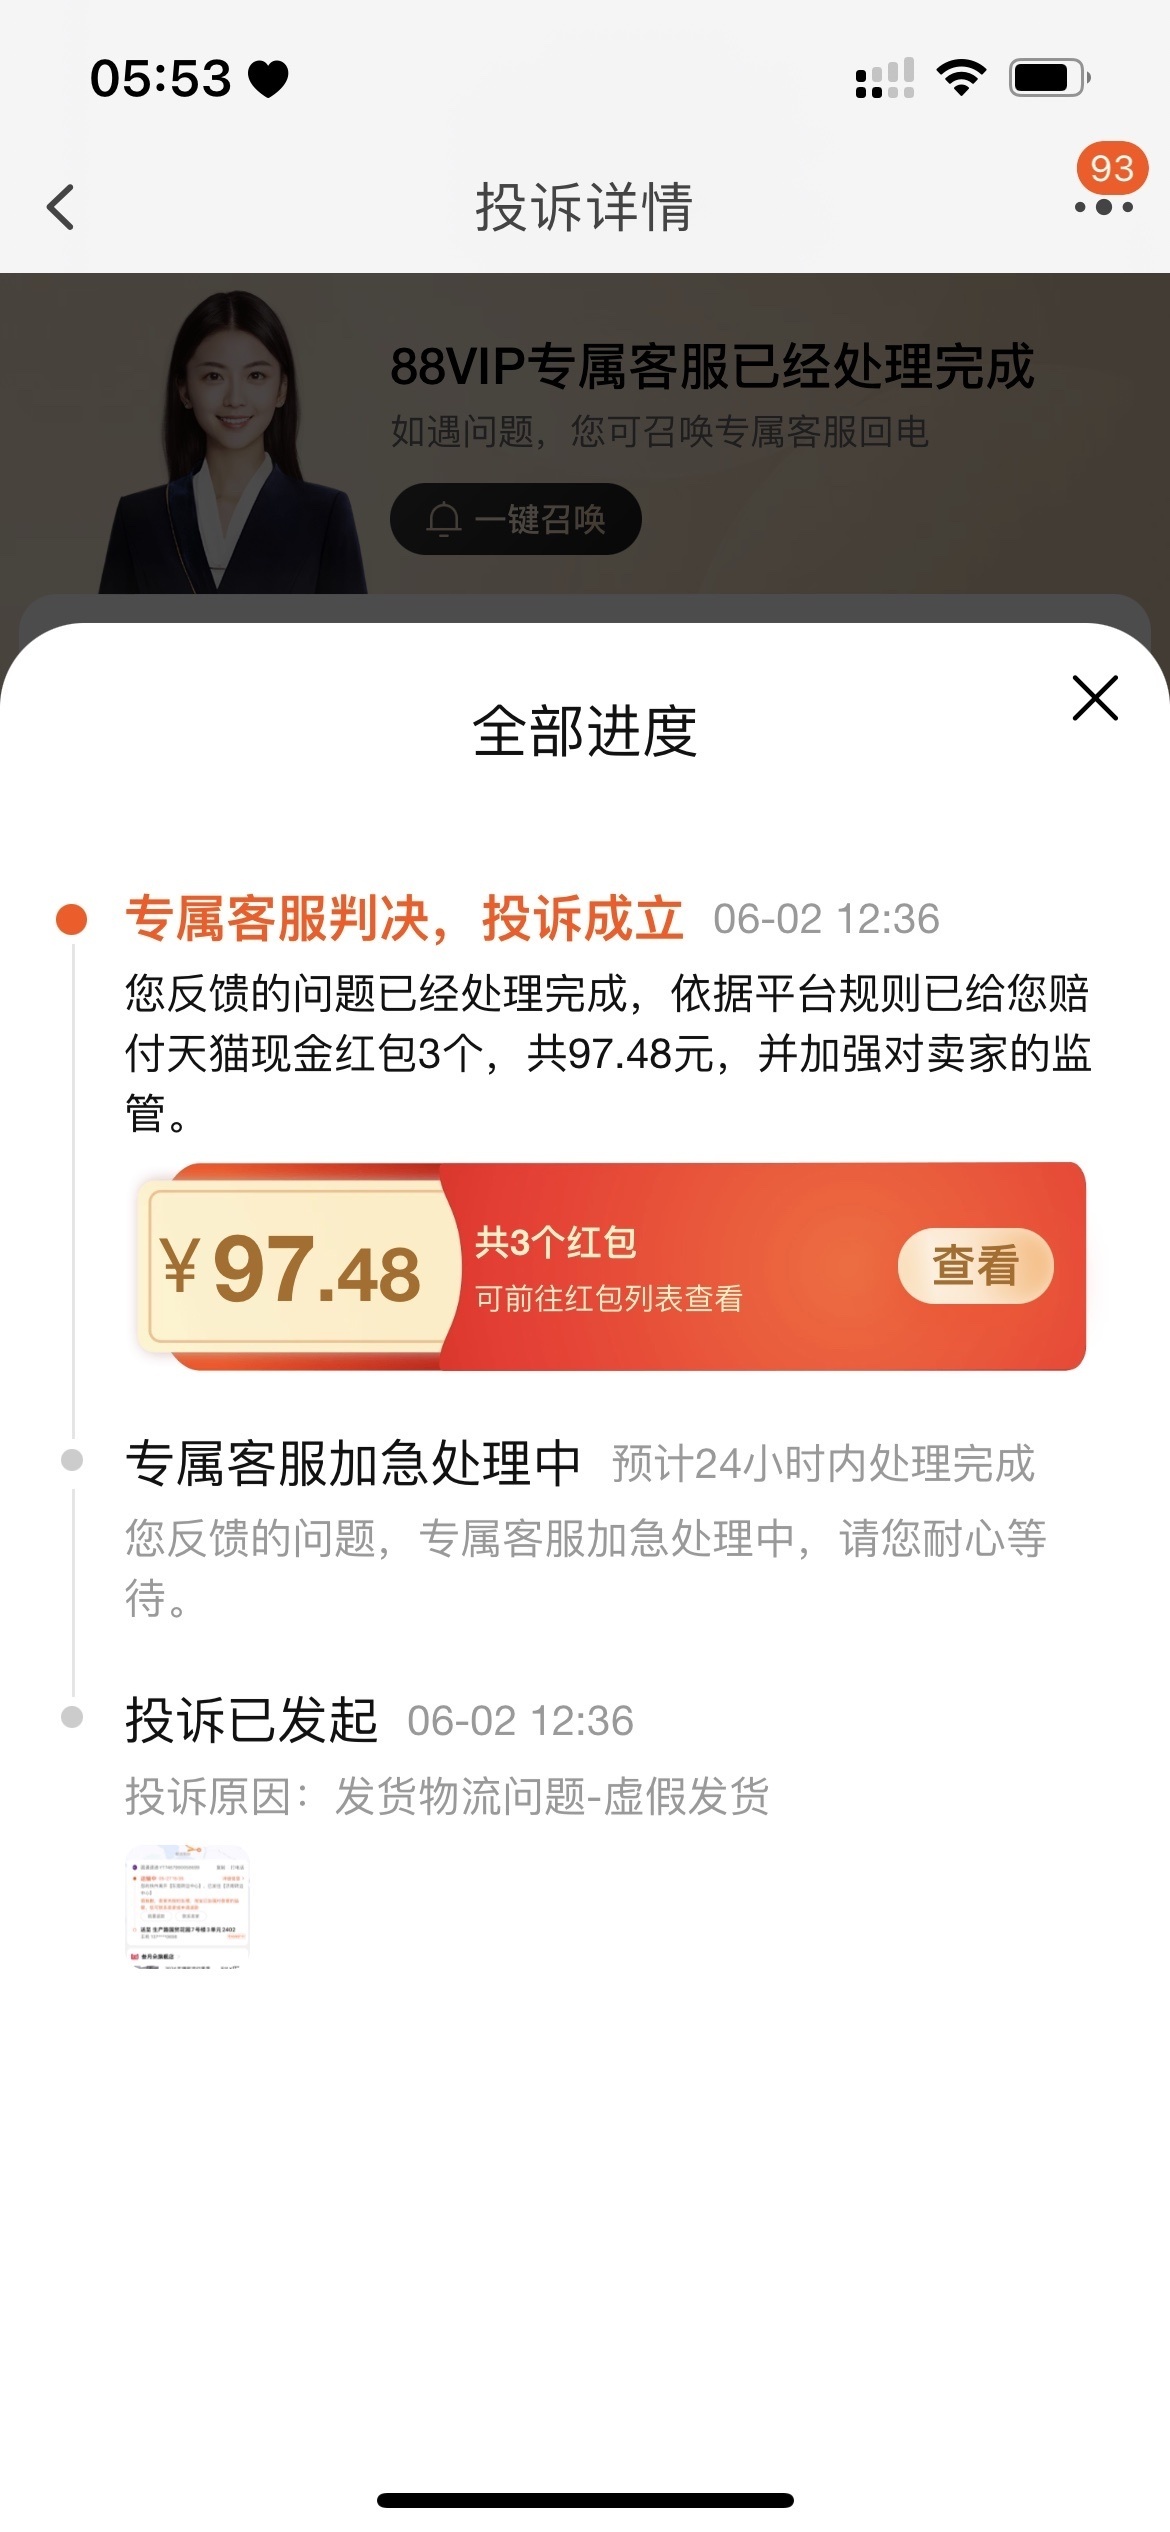 05:53
投诉详情
93
88VIP专属客服已经处理完成
如遇问题，您可召唤专属客服回电
一键召唤
全部进度
专属客服判决，投诉成立 06-02 12:36
您反馈的问题已经处理完成，依据平台规则已给您赔
付天猫现金红包3个，共97.48元，并加强对卖家的监
管。
¥97.48
共3个红包
可前往红包列表查看
查看
专属客服加急处理中 预计24小时内处理完成
您反馈的问题，专属客服加急处理中，请您耐心等
待。
投诉已发起 06-02 12:36
投诉原因：发货物流问题-虚假发货